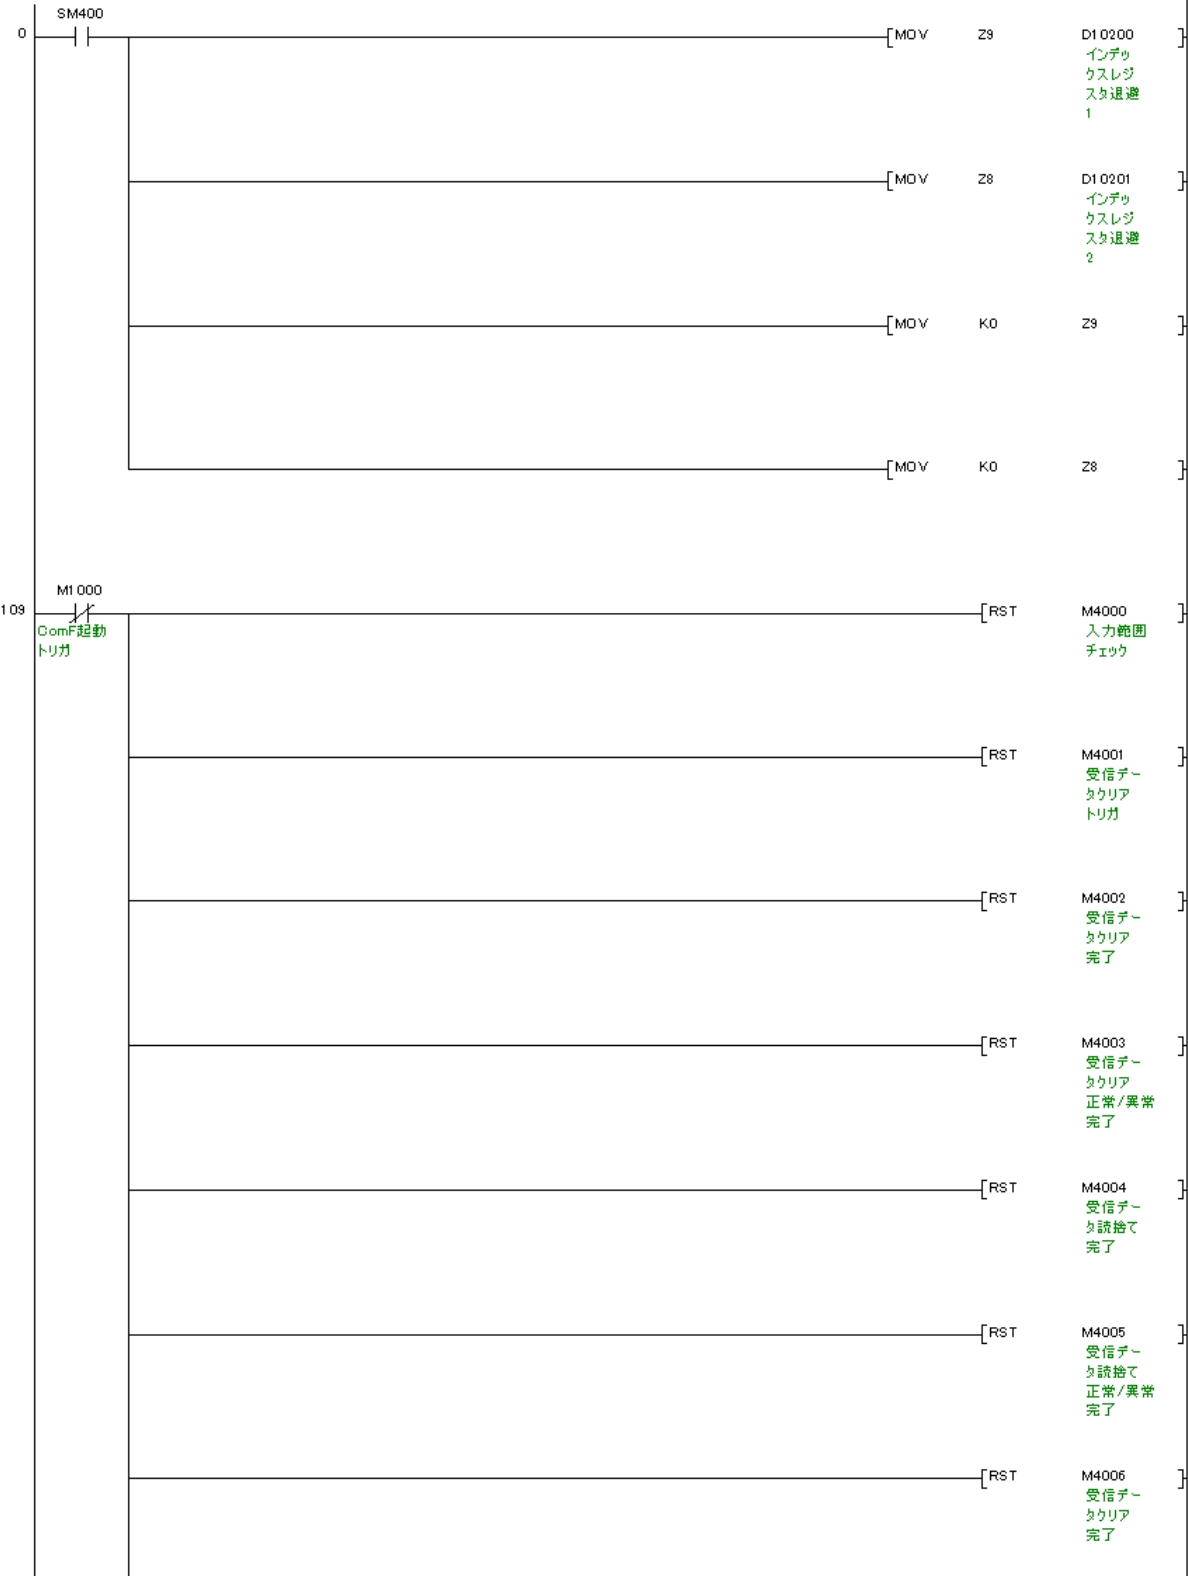 SM400
0 MOV Z9 D10200
インデッ
クスレジ
スタ退避
1
MOV Z8 D10201
インデッ
クスレジ
スタ退避
2
MOV K0 Z9
MOV K0 Z8
M1000
109 RST M4000
ComF起動
トリガ
入力範囲
チェック
RST M4001
受信デー
タクリア
トリガ
RST M4002
受信デー
タクリア
完了
RST M4003
受信デー
タクリア
正常/異常
完了
RST M4004
受信デー
タ読捨て
完了
RST M4005
受信デー
タ読捨て
正常/異常
完了
RST M4006
受信デー
タクリア
完了